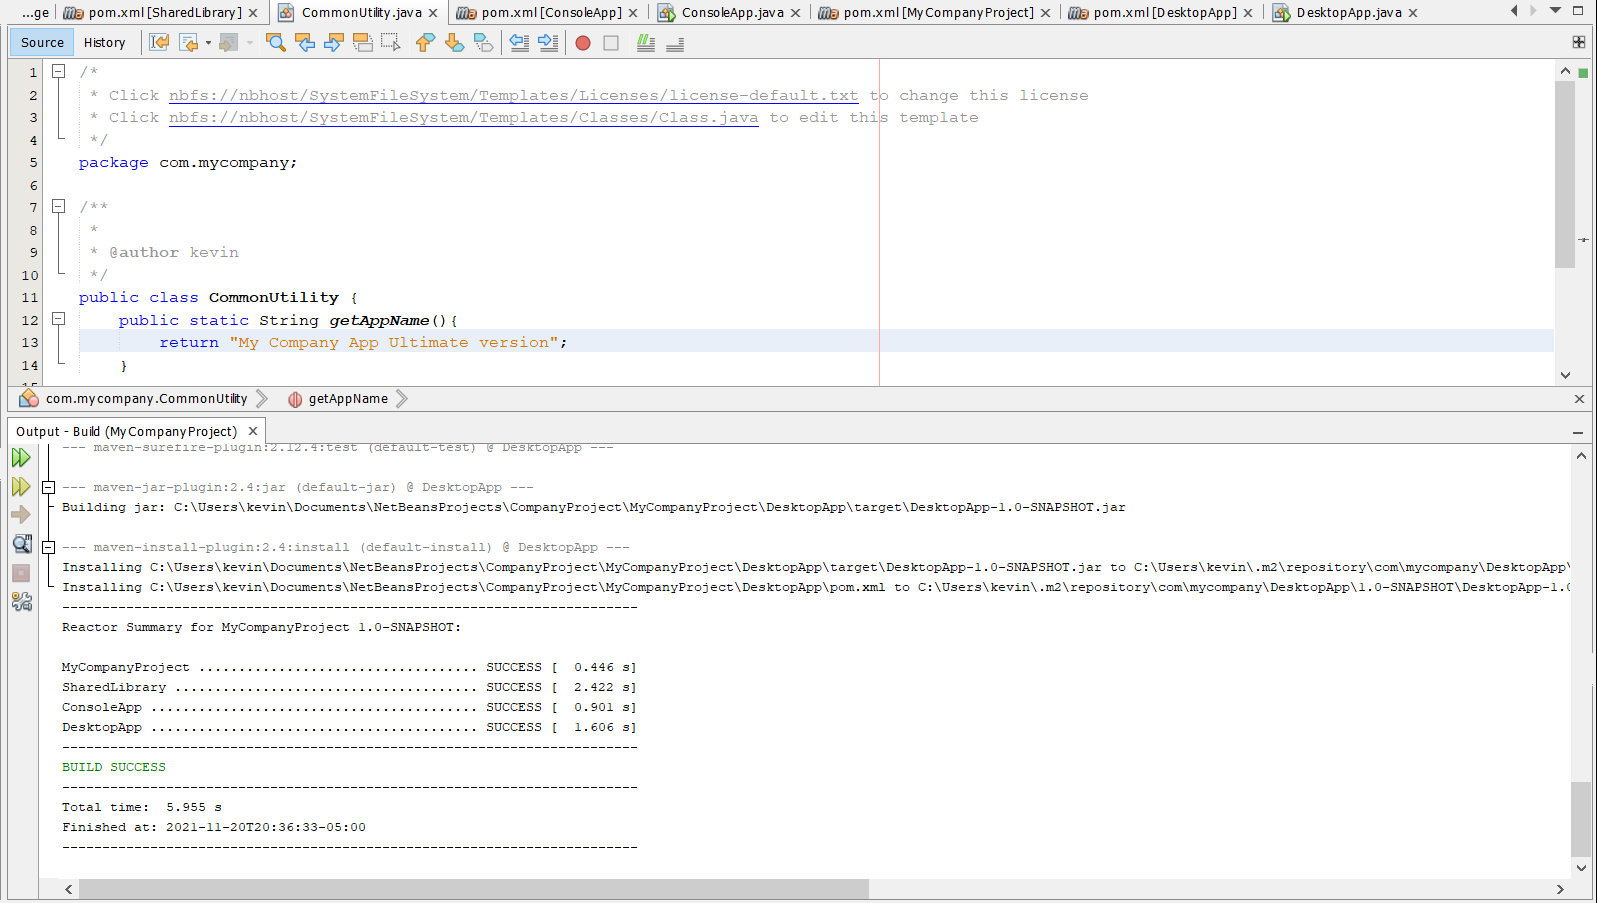 ...ge pom.xml [SharedLibrary] CommonUtility.java pom.xml [ConsoleApp] ConsoleApp.java pom.xml [MyCompanyProject] pom.xml [DesktopApp] DesktopApp.java
Source History
1 /*
2 * Click nbfs://nbhost/SystemFileSystem/Templates/Licenses/license-default.txt to change this license
3 * Click nbfs://nbhost/SystemFileSystem/Templates/Classes/Class.java to edit this template
4 */
5 package com.mycompany;
6
7 /**
8 *
9 * @author kevin
10 */
11 public class CommonUtility {
12 public static String getAppName(){
13 return "My Company App Ultimate version";
14 }
com.mycompany.CommonUtility getAppName
Output - Build (MyCompanyProject)
--- maven-surefire-plugin:2.12.4:test (default-test) @ DesktopApp ---
--- maven-jar-plugin:2.4:jar (default-jar) @ DesktopApp ---
Building jar: C:\Users\kevin\Documents\NetBeansProjects\CompanyProject\MyCompanyProject\DesktopApp\target\DesktopApp-1.0-SNAPSHOT.jar
--- maven-install-plugin:2.4:install (default-install) @ DesktopApp ---
Installing C:\Users\kevin\Documents\NetBeansProjects\CompanyProject\MyCompanyProject\DesktopApp\target\DesktopApp-1.0-SNAPSHOT.jar to C:\Users\kevin\.m2\repository\com\mycompany\DesktopApp\
Installing C:\Users\kevin\Documents\NetBeansProjects\CompanyProject\MyCompanyProject\DesktopApp\pom.xml to C:\Users\kevin\.m2\repository\com\mycompany\DesktopApp\1.0-SNAPSHOT\DesktopApp-1.0
------------------------------------------------------------------------
Reactor Summary for MyCompanyProject 1.0-SNAPSHOT:
MyCompanyProject ................................... SUCCESS [  0.446 s]
SharedLibrary ...................................... SUCCESS [  2.422 s]
ConsoleApp ......................................... SUCCESS [  0.901 s]
DesktopApp ......................................... SUCCESS [  1.606 s]
------------------------------------------------------------------------
BUILD SUCCESS
------------------------------------------------------------------------
Total time:  5.955 s
Finished at: 2021-11-20T20:36:33-05:00
------------------------------------------------------------------------